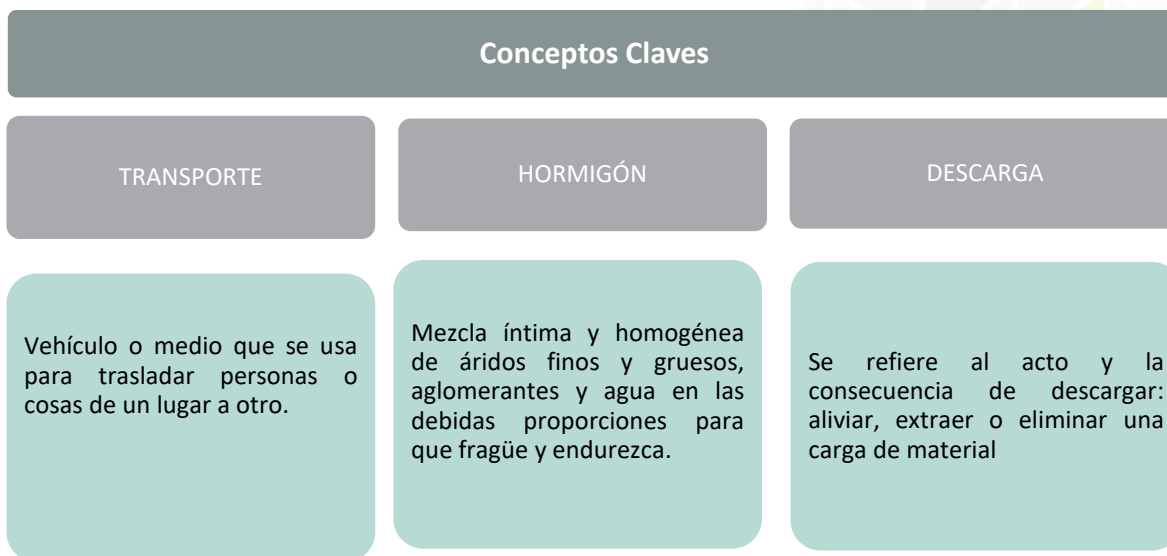 Conceptos Claves
TRANSPORTE
HORMIGÓN
DESCARGA
Vehículo o medio que se usa
para trasladar personas o
cosas de un lugar a otro.
Mezcla íntima y homogénea
de áridos finos y gruesos,
aglomerantes y agua en las
debidas proporciones para
que fragüe y endurezca.
Se refiere al acto y la
consecuencia de descargar:
aliviar, extraer o eliminar una
carga de material